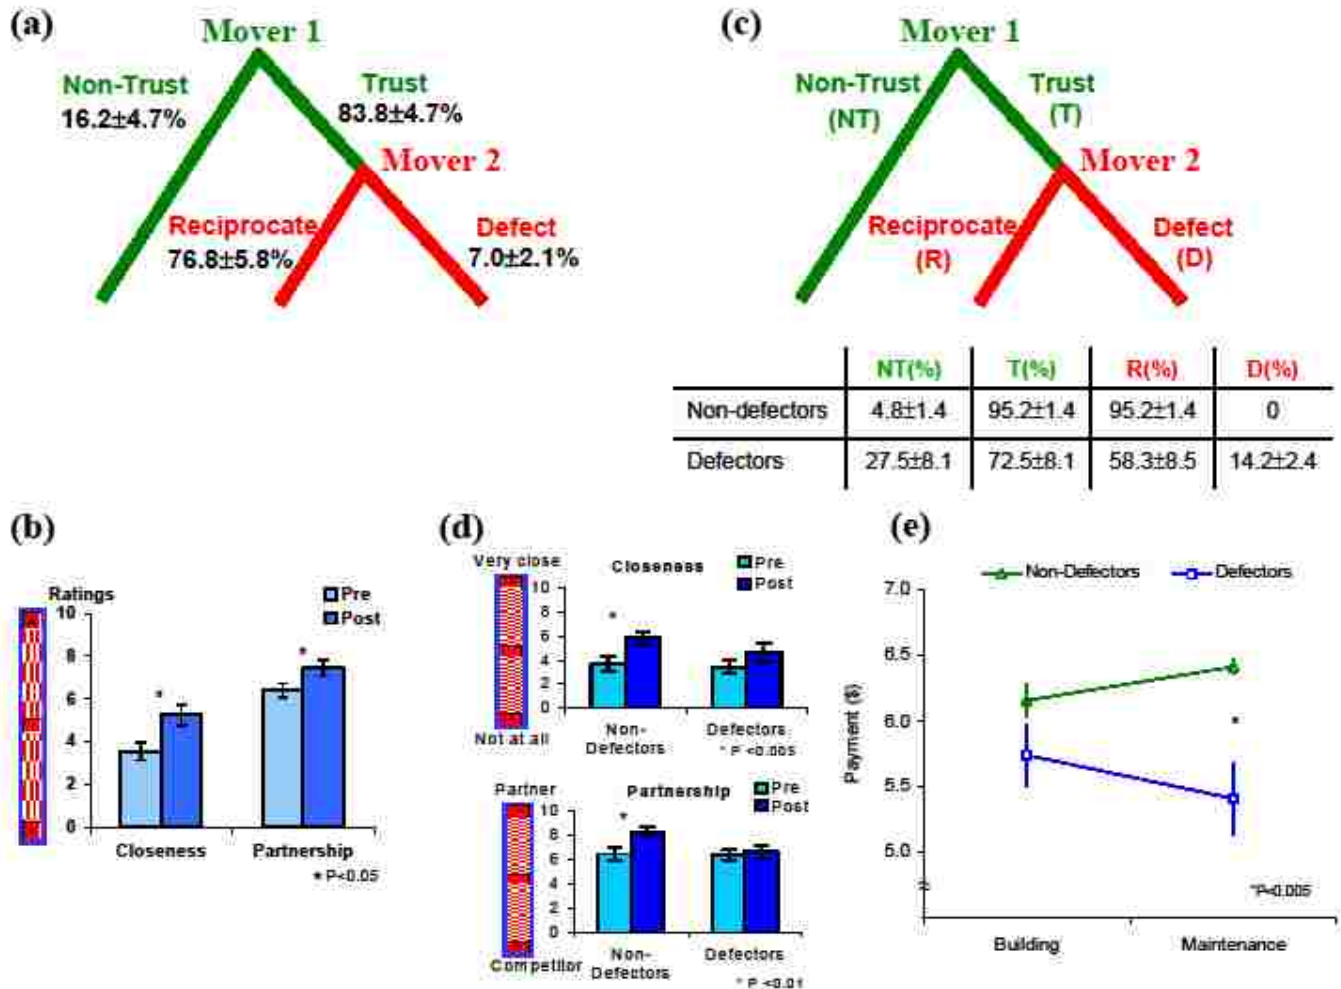 (a)
Mover 1
Non-Trust
16.2±4.7%
Trust
83.8±4.7%
Mover 2
Reciprocate
76.8±5.8%
Defect
7.0±2.1%
(c)
Mover 1
Non-Trust
(NT)
Trust
(T)
Mover 2
Reciprocate
(R)
Defect
(D)
NT(%) T(%) R(%) D(%)
Non-defectors 4.8±1.4 95.2±1.4 95.2±1.4 0
Defectors 27.5±8.1 72.5±8.1 58.3±8.5 14.2±2.4
(b)
Ratings
Pre
Post
10
8
6
4
2
0
*
*
Closeness Partnership
* P<0.05
(d)
Very close
Not at all
Closeness
Pre
Post
10
8
6
4
2
0
*
Non-
Defectors
Defectors
* P <0.005
Partner
Competitor
Partnership
Pre
Post
10
8
6
4
2
0
*
Non-
Defectors
Defectors
* P <0.01
(e)
Non-Defectors Defectors
Payment ($)
7.0
6.5
6.0
5.5
5.0
*
*P<0.005
Building Maintenance